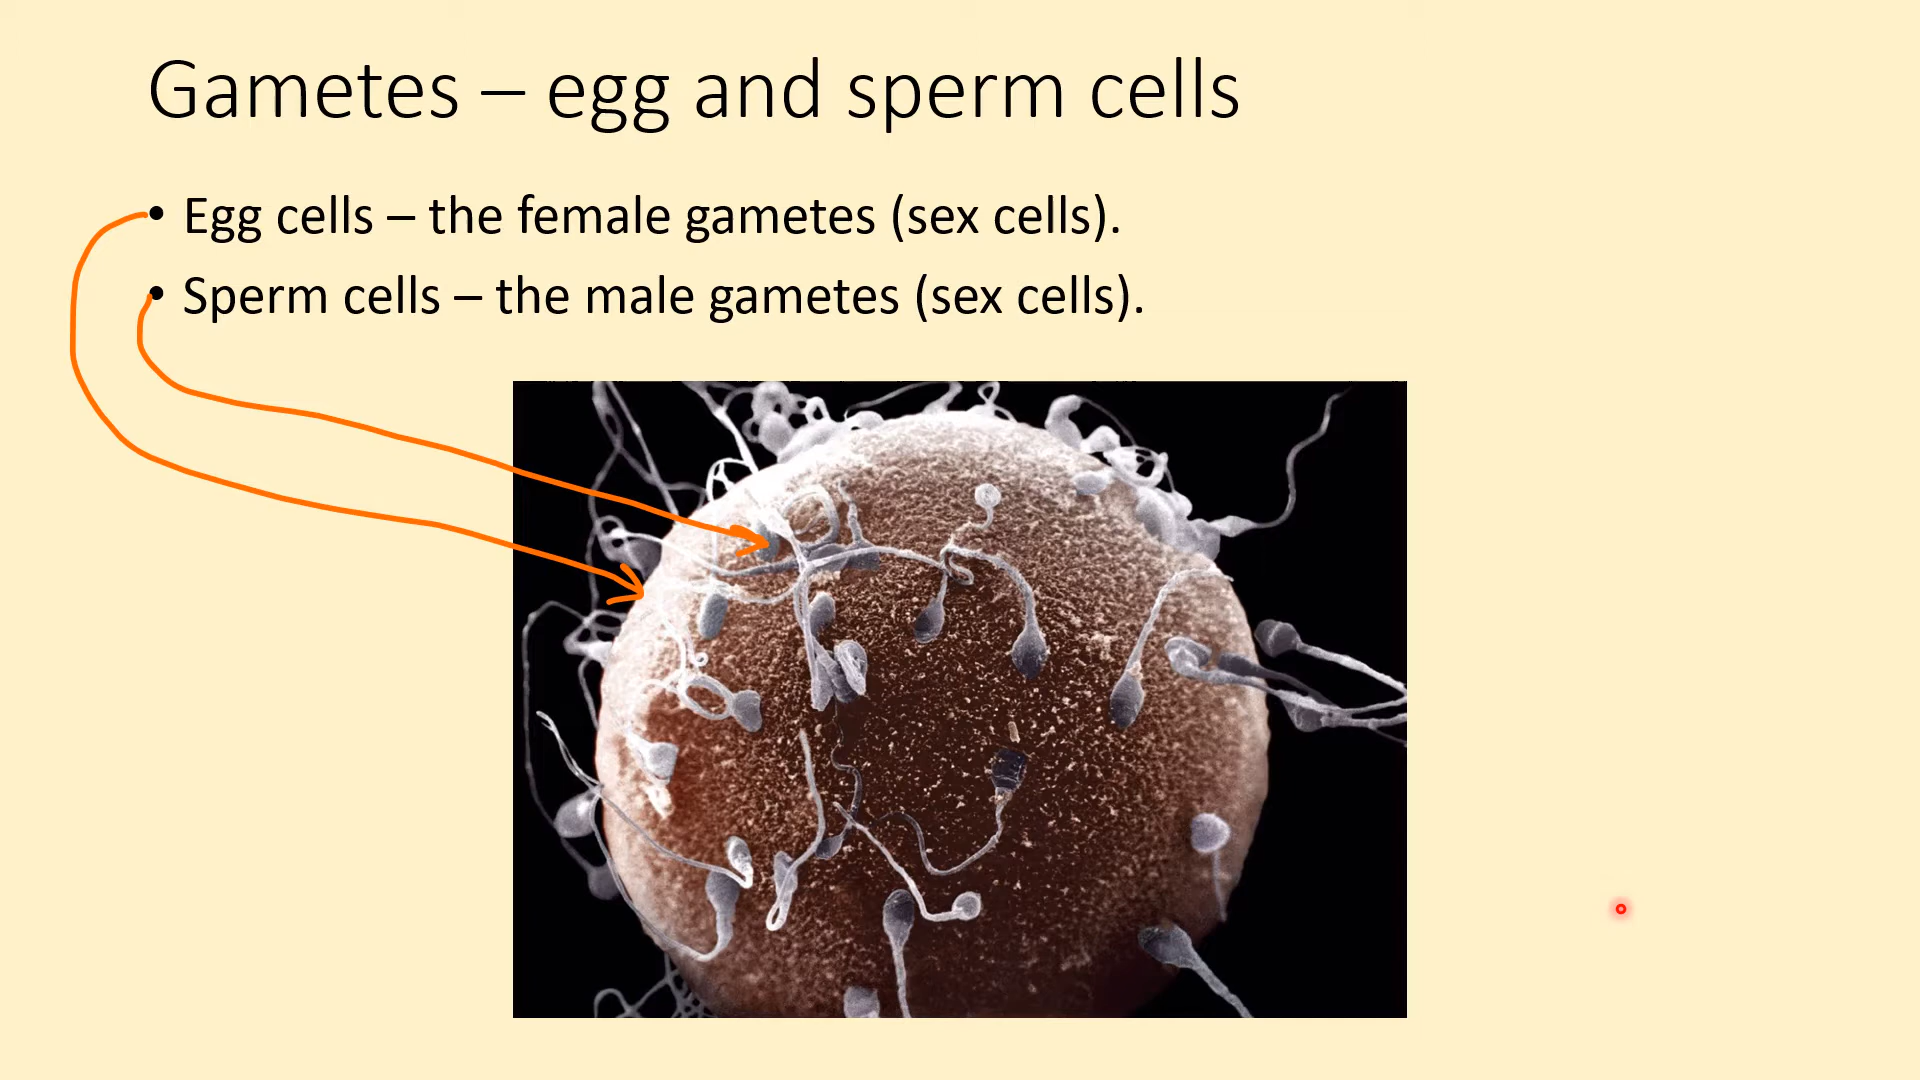 Gametes – egg and sperm cells
• Egg cells – the female gametes (sex cells).
• Sperm cells – the male gametes (sex cells).